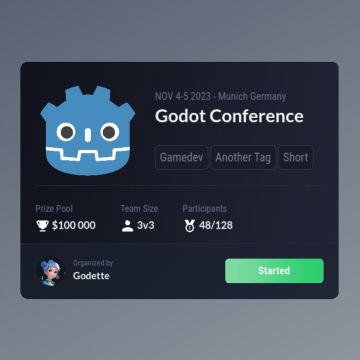 NOV 4-5 2023 - Munich Germany
Godot Conference
Gamedev Another Tag Short
Prize Pool Team Size Participants
$100 000 3v3 48/128
Organized by
Godette
Started